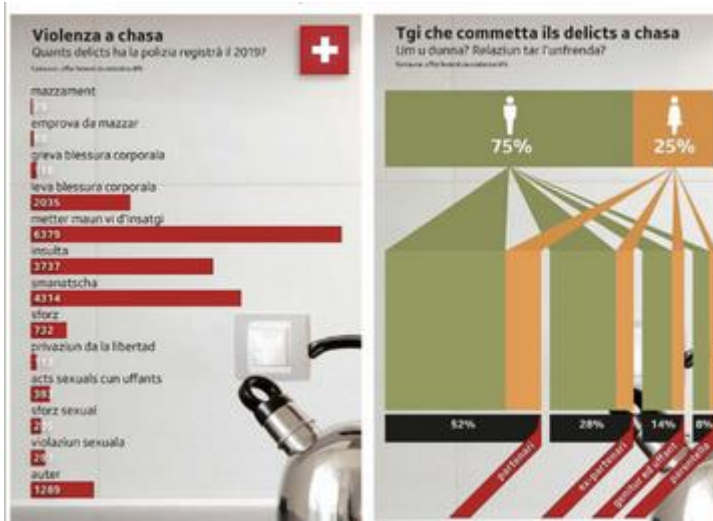 Violenza a chasa
Quants delicts ha la polizia registrà il 2019?
mazzament
emprova da mazzar
greva blessura corporala
leva blessura corporala
2035
metter maun vi d'insatgi
6379
insulta
3737
smanatscha
4314
sforz
732
privaziun da la libertad
acts sexuals cun uffants
sforz sexual
violaziun sexuala
auter
1289
Tgi che commetta ils delicts a chasa
Um u dunna? Relaziun tar l'unfrenda?
75%
25%
52%
28%
14%
8%
partenari
ex-partenari
genitur ed uffant
parentella